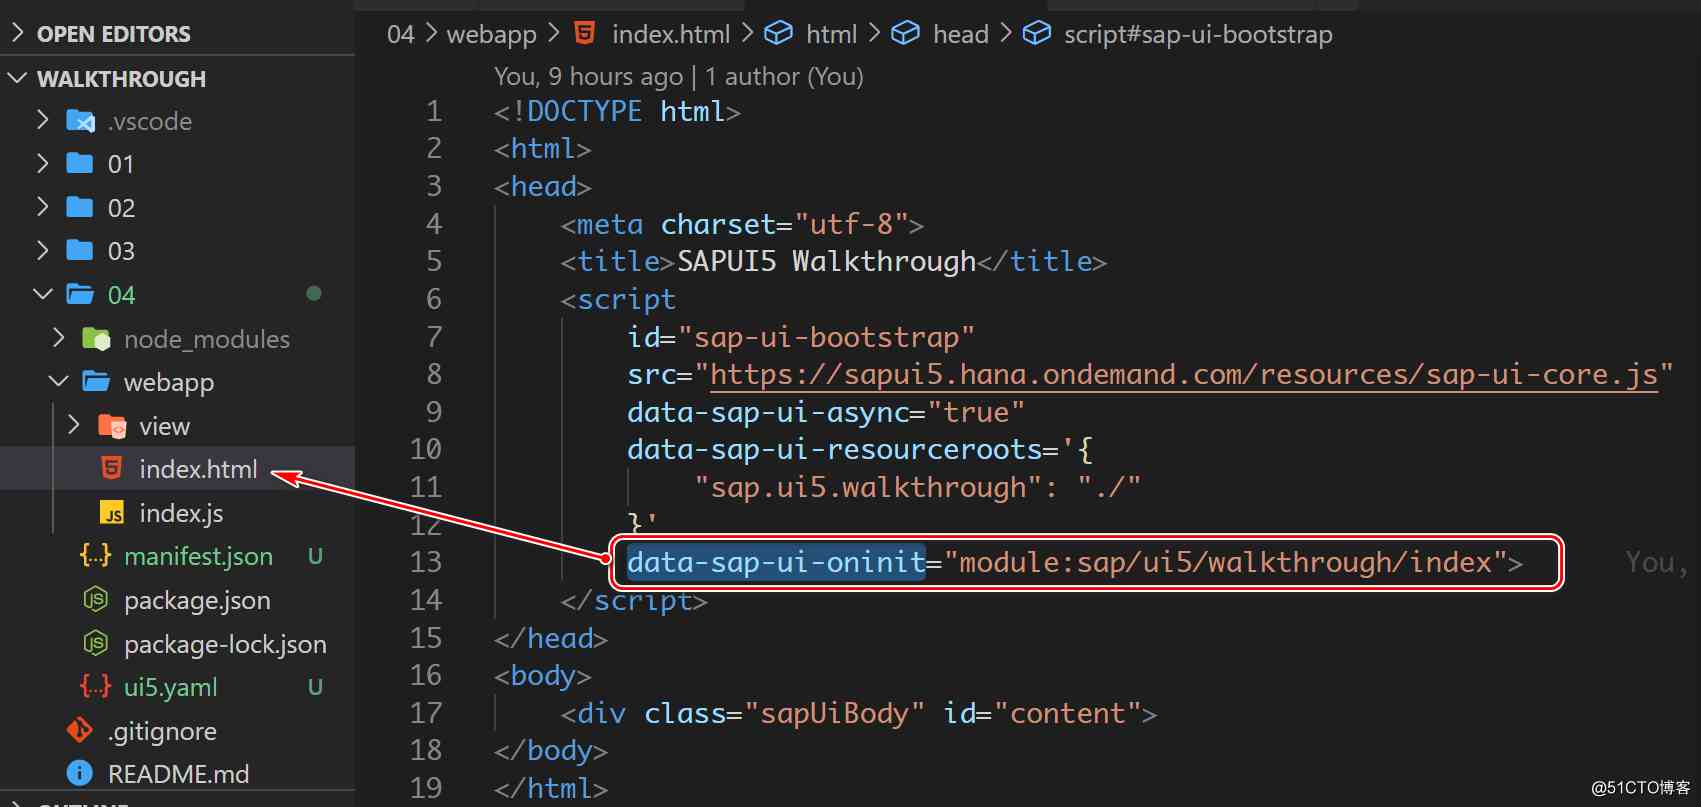 OPEN EDITORS
WALKTHROUGH
.vscode
01
02
03
04
node_modules
webapp
view
index.html
index.js
manifest.json U
package.json
package-lock.json
ui5.yaml U
.gitignore
README.md
04 > webapp > index.html > html > head > script#sap-ui-bootstrap
You, 9 hours ago | 1 author (You)
1 <!DOCTYPE html>
2 <html>
3 <head>
4 <meta charset="utf-8">
5 <title>SAPUI5 Walkthrough</title>
6 <script
7 id="sap-ui-bootstrap"
8 src="https://sapui5.hana.ondemand.com/resources/sap-ui-core.js"
9 data-sap-ui-async="true"
10 data-sap-ui-resourceroots='{
11 "sap.ui5.walkthrough": "./"
12 }'
13 data-sap-ui-oninit="module:sap/ui5/walkthrough/index"> You,
14 </script>
15 </head>
16 <body>
17 <div class="sapUiBody" id="content">
18 </body>
19 </html>
@51CTO博客